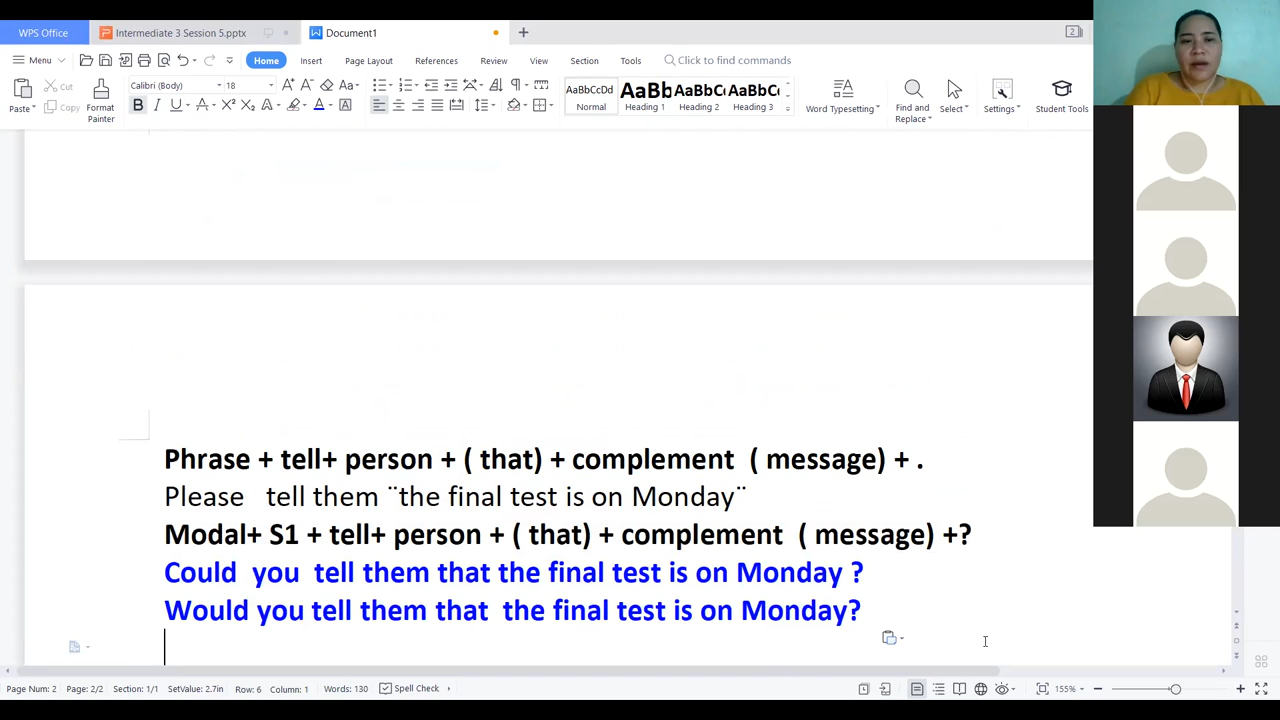 WPS Office Intermediate 3 Session 5.pptx Document1 2
Menu Home Insert Page Layout References Review View Section Tools Click to find commands
Paste Cut Copy Format Painter Calibri (Body) 18 AaBbCcDd Normal AaBb Heading 1 AaBbCc Heading 2 AaBbCc Heading 3 Word Typesetting Find and Replace Select Settings Student Tools
Phrase + tell+ person + ( that) + complement ( message) + .
Please tell them ¨the final test is on Monday¨
Modal+ S1 + tell+ person + ( that) + complement ( message) +?
Could you tell them that the final test is on Monday ?
Would you tell them that the final test is on Monday?
Page Num: 2 Page: 2/2 Section: 1/1 SetValue: 2.7in Row: 6 Column: 1 Words: 130 Spell Check 155%